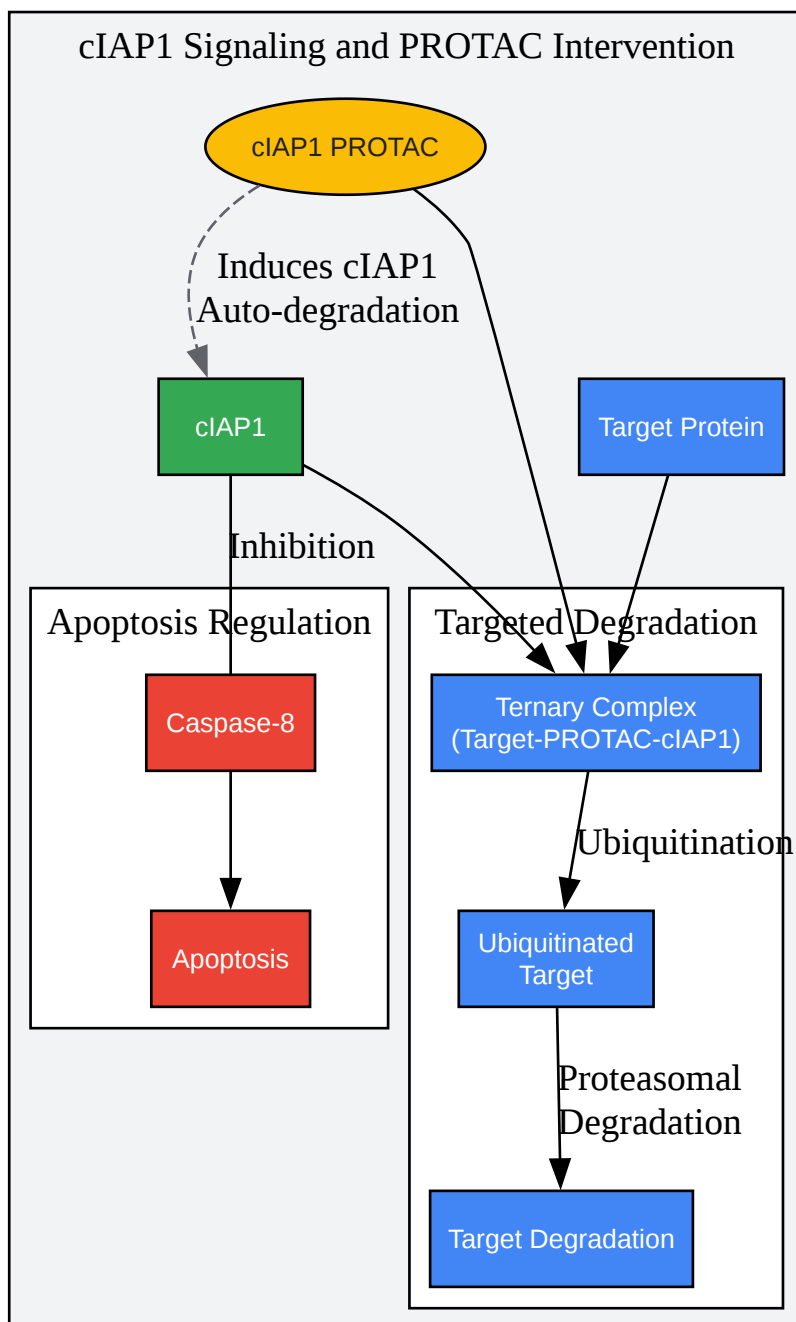 cIAP1 Signaling and PROTAC Intervention
cIAP1 PROTAC
Induces cIAP1
Auto-degradation
cIAP1
Target Protein
Inhibition
Apoptosis Regulation
Targeted Degradation
Caspase-8
Ternary Complex
(Target-PROTAC-cIAP1)
Ubiquitination
Apoptosis
Ubiquitinated
Target
Proteasomal
Degradation
Target Degradation